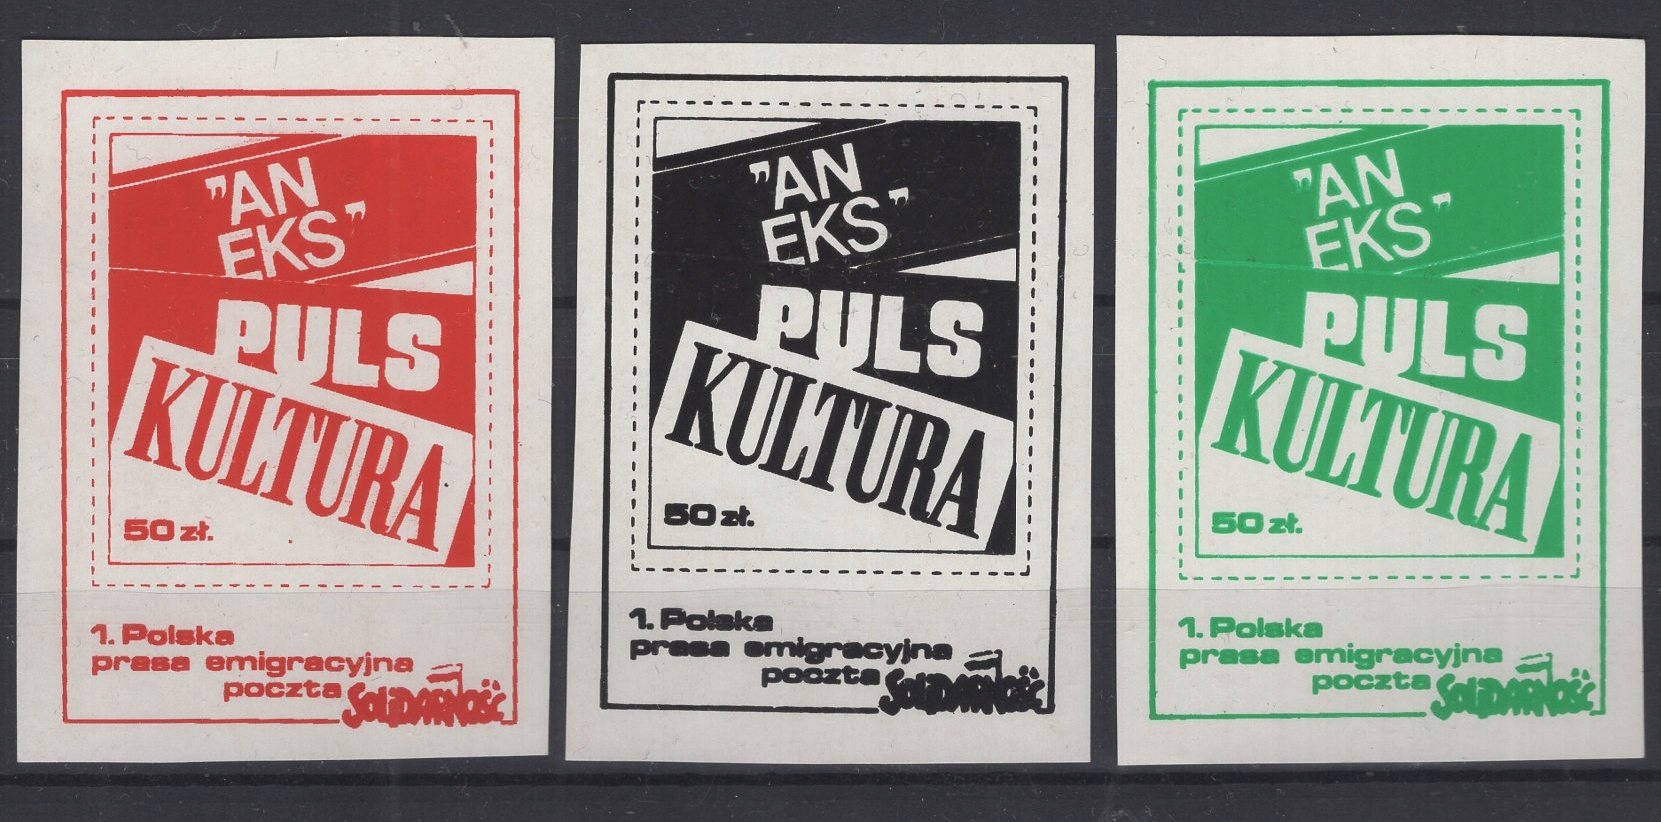 "AN
EKS"
PULS
KULTURA
50 zł.
1. Polska
prasa emigracyjna
poczta SOLIDARNOŚĆ
"AN
EKS"
PULS
KULTURA
50 zł.
1. Polska
prasa emigracyjna
poczta SOLIDARNOŚĆ
"AN
EKS"
PULS
KULTURA
50 zł.
1. Polska
prasa emigracyjna
poczta SOLIDARNOŚĆ